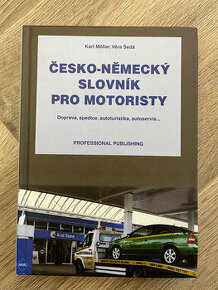 Karl Müller, Věra Šedá
ČESKO-NĚMECKÝ
SLOVNÍK
PRO MOTORISTY
Doprava, spedice, autoturistika, autoservis...
PROFESSIONAL PUBLISHING